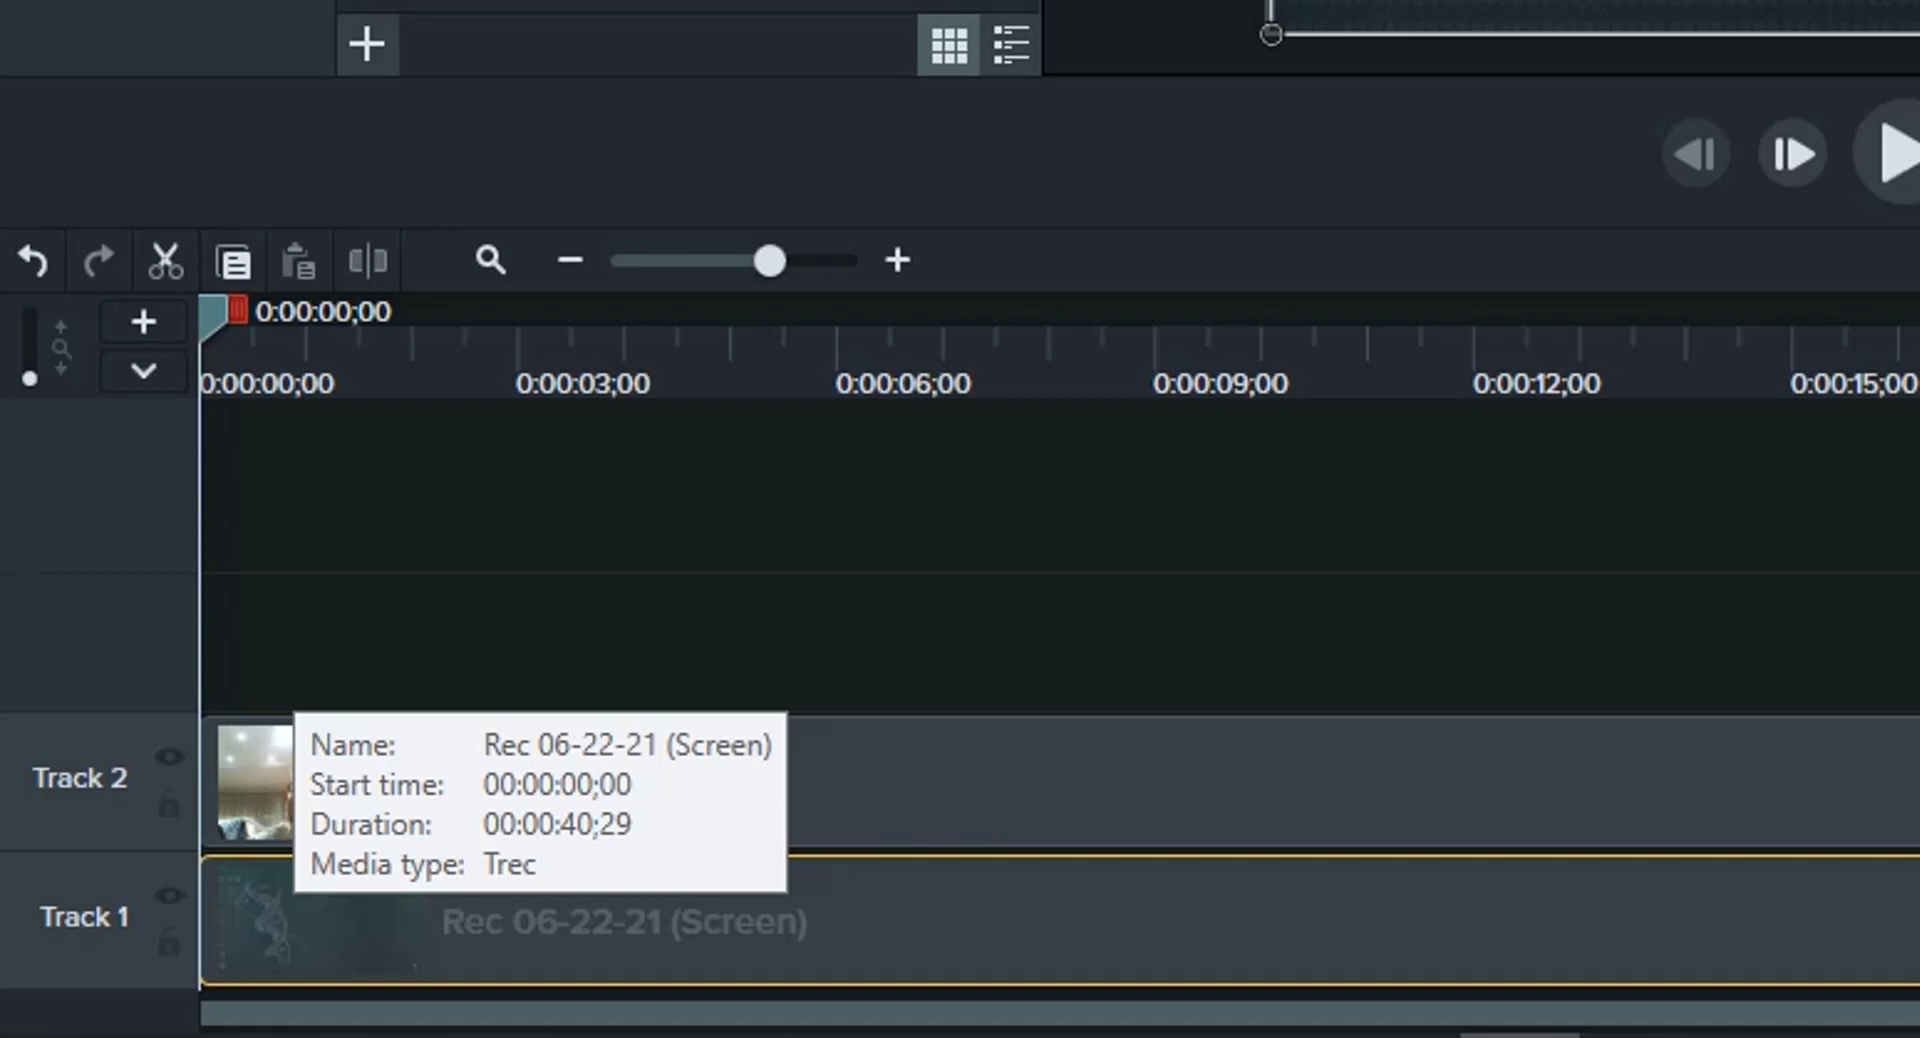 0:00:00;00
0:00:00;00 0:00:03;00 0:00:06;00 0:00:09;00 0:00:12;00 0:00:15;00
Track 2
Name: Rec 06-22-21 (Screen)
Start time: 00:00:00;00
Duration: 00:00:40;29
Media type: Trec
Track 1
Rec 06-22-21 (Screen)